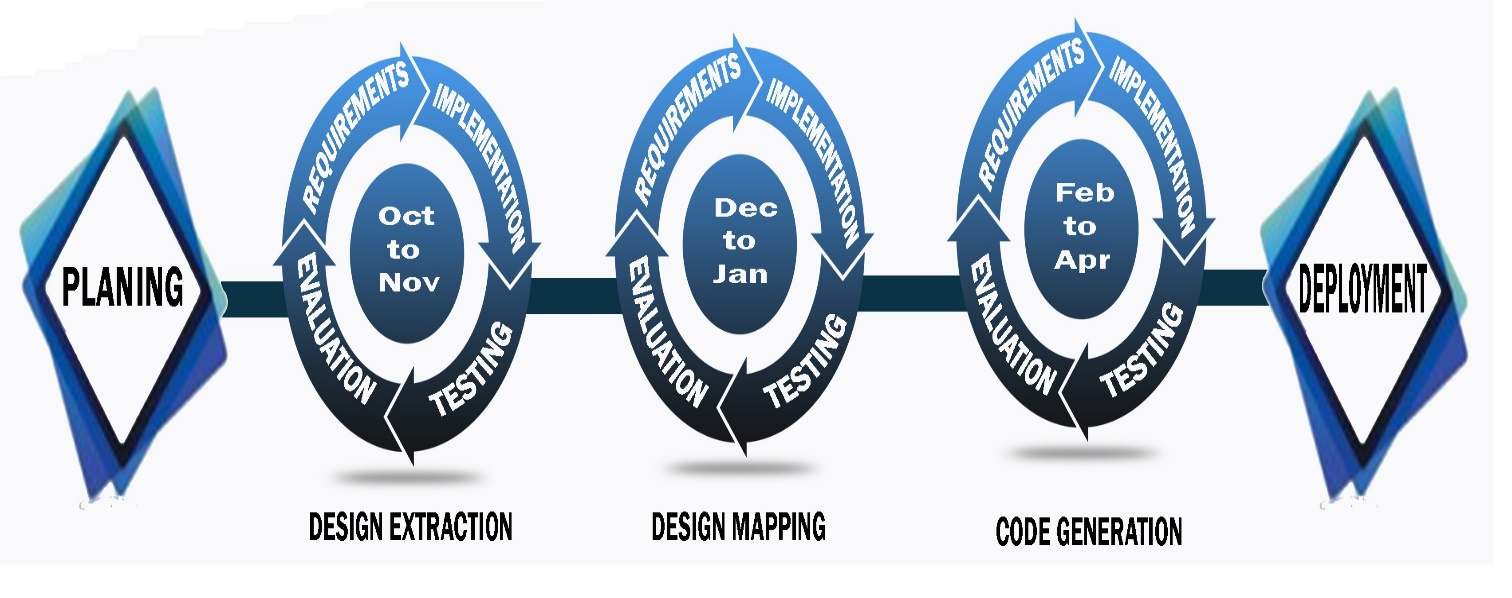 PLANING
REQUIREMENTS
IMPLEMENTATION
TESTING
EVALUATION
Oct
to
Nov
DESIGN EXTRACTION
REQUIREMENTS
IMPLEMENTATION
TESTING
EVALUATION
Dec
to
Jan
DESIGN MAPPING
REQUIREMENTS
IMPLEMENTATION
TESTING
EVALUATION
Feb
to
Apr
CODE GENERATION
DEPLOYMENT